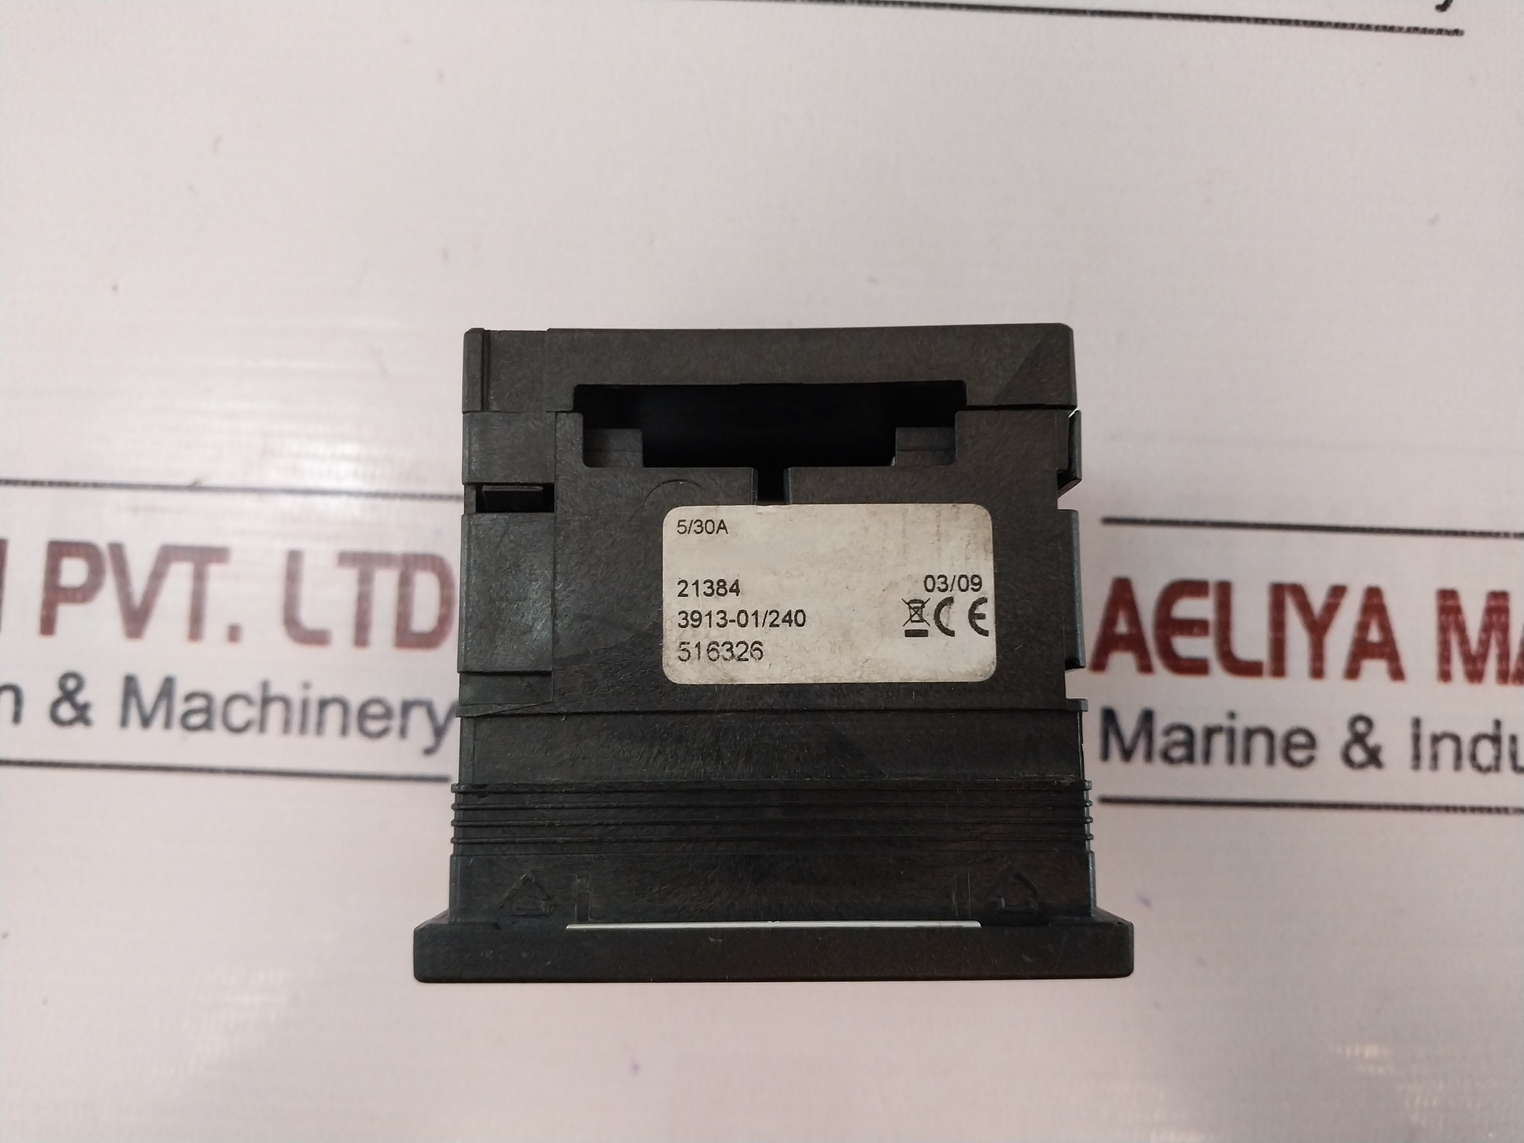 5/30A
21384 03/09
3913-01/240
516326
CE
PVT. LTD
& Machinery
AELIYA MA
Marine & Indu